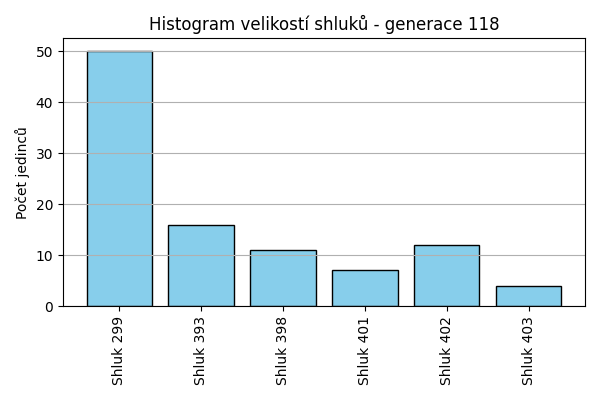 Histogram velikostí shluků - generace 118
Počet jedinců
50
40
30
20
10
0
Shluk 299
Shluk 393
Shluk 398
Shluk 401
Shluk 402
Shluk 403